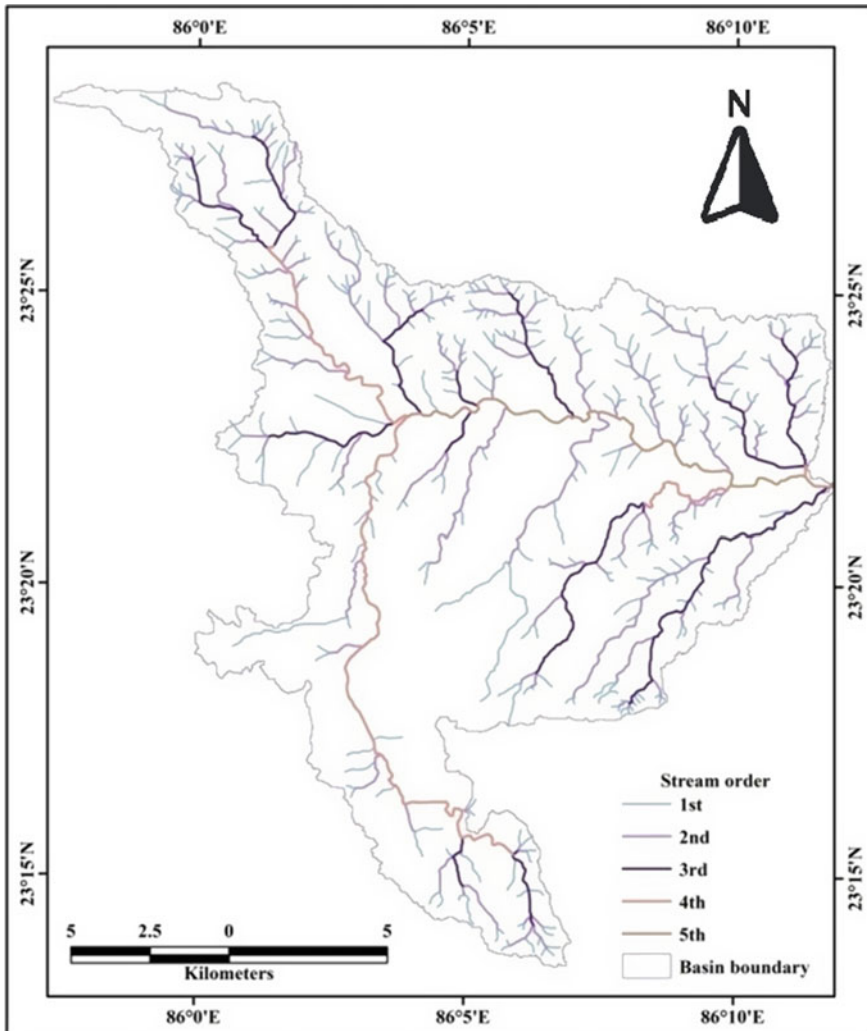 86°0'E 86°5'E 86°10'E
N
23°25'N 23°25'N
23°20'N 23°20'N
23°15'N 23°15'N
Stream order
1st
2nd
3rd
4th
5th
Basin boundary
5 2.5 0 5
Kilometers
86°0'E 86°5'E 86°10'E